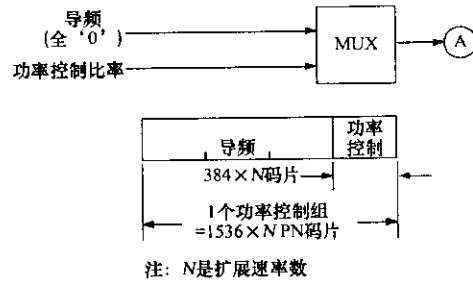 导频
(全‘0’)
功率控制比率
MUX
A
导频
功率
控制
384×N码片
1个功率控制组
=1536×N PN码片
注：N是扩展速率数